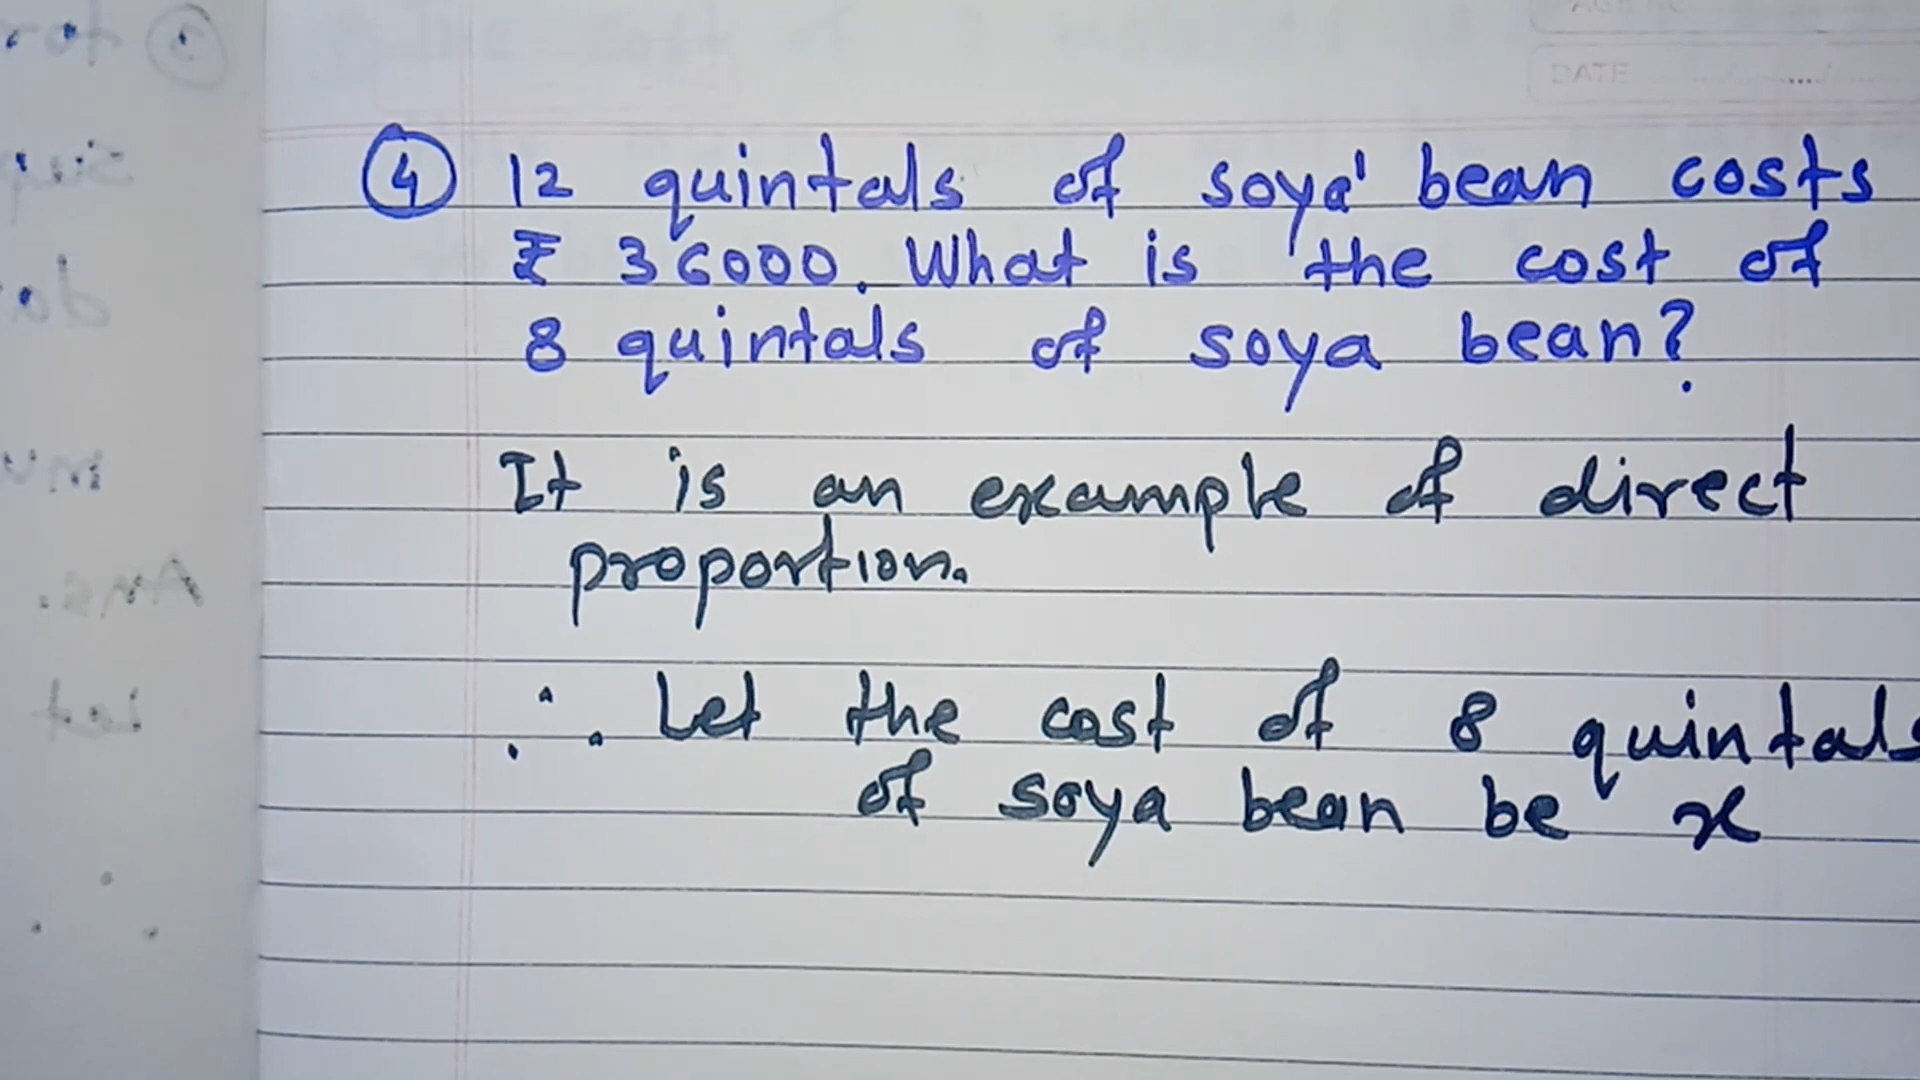 DATE
④ 12 quintals of soya bean costs
₹ 36000. What is the cost of
8 quintals of soya bean?
It is an example of direct
proportion.
∴ Let the cost of 8 quintals
of soya bean be x